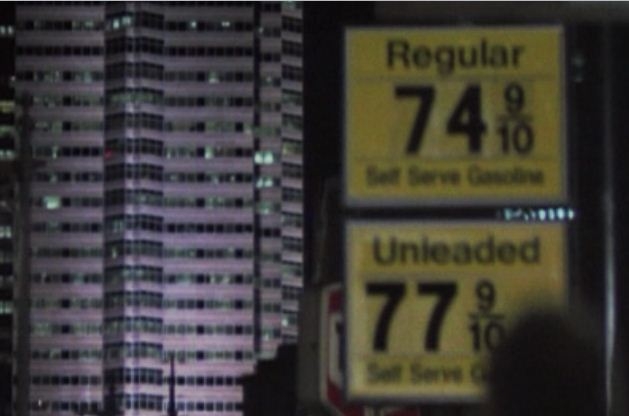 Regular
74 9/10
Self Serve Gasoline
Unleaded
77 9/10
Self Serve